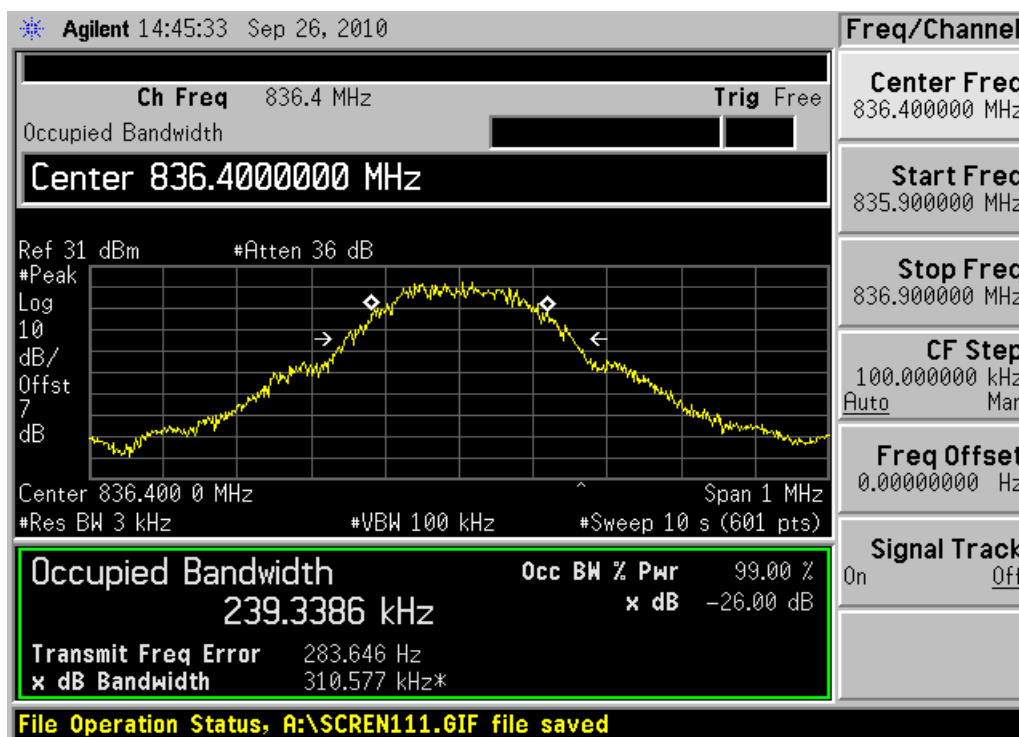 Agilent 14:45:33 Sep 26, 2010
Freq/Channel
Ch Freq 836.4 MHz Trig Free
Occupied Bandwidth
Center 836.4000000 MHz
Ref 31 dBm #Atten 36 dB
#Peak
Log
10
dB/
Offst
7
dB
Center 836.400 0 MHz Span 1 MHz
#Res BW 3 kHz #VBW 100 kHz #Sweep 10 s (601 pts)
Occupied Bandwidth Occ BW % Pwr 99.00 %
239.3386 kHz x dB -26.00 dB
Transmit Freq Error 283.646 Hz
x dB Bandwidth 310.577 kHz*
File Operation Status, A:\SCREN111.GIF file saved
Center Freq
836.400000 MHz
Start Freq
835.900000 MHz
Stop Freq
836.900000 MHz
CF Step
100.000000 kHz
Auto Man
Freq Offset
0.00000000 Hz
Signal Track
On Off